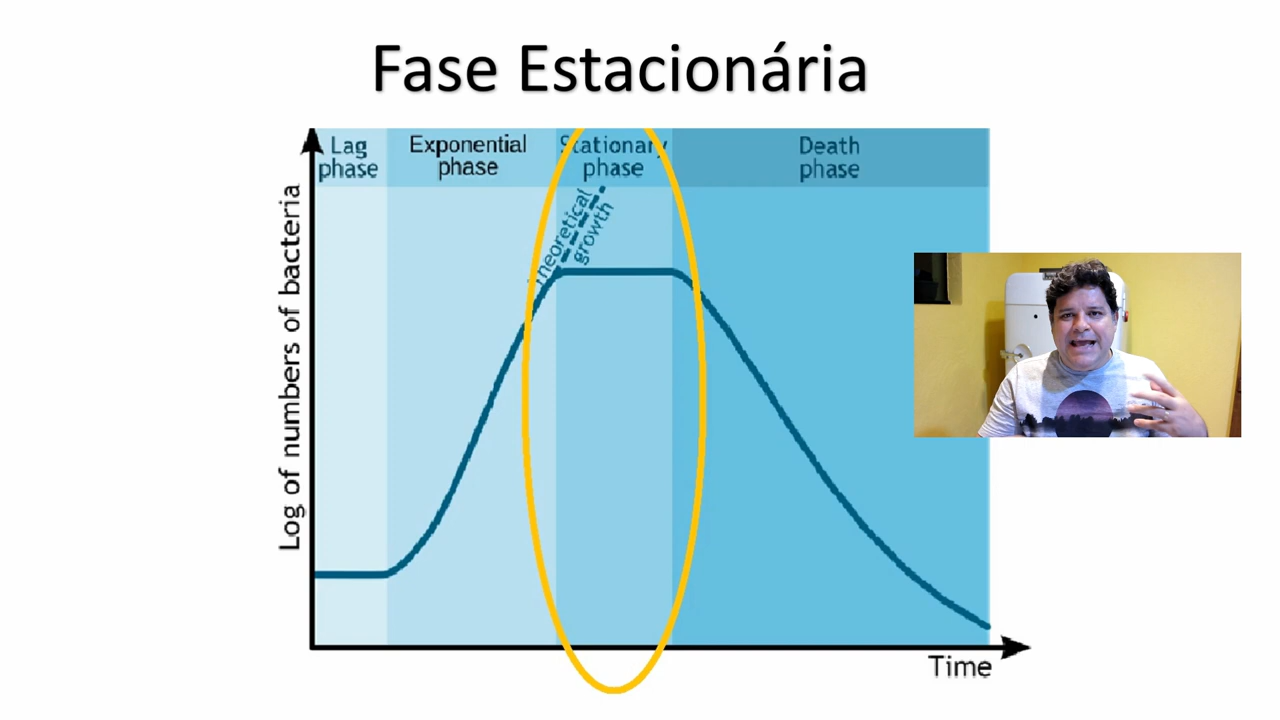 Fase Estacionária
Lag
phase
Exponential
phase
Stationary
phase
Death
phase
Theoretical
growth
Log of numbers of bacteria
Time